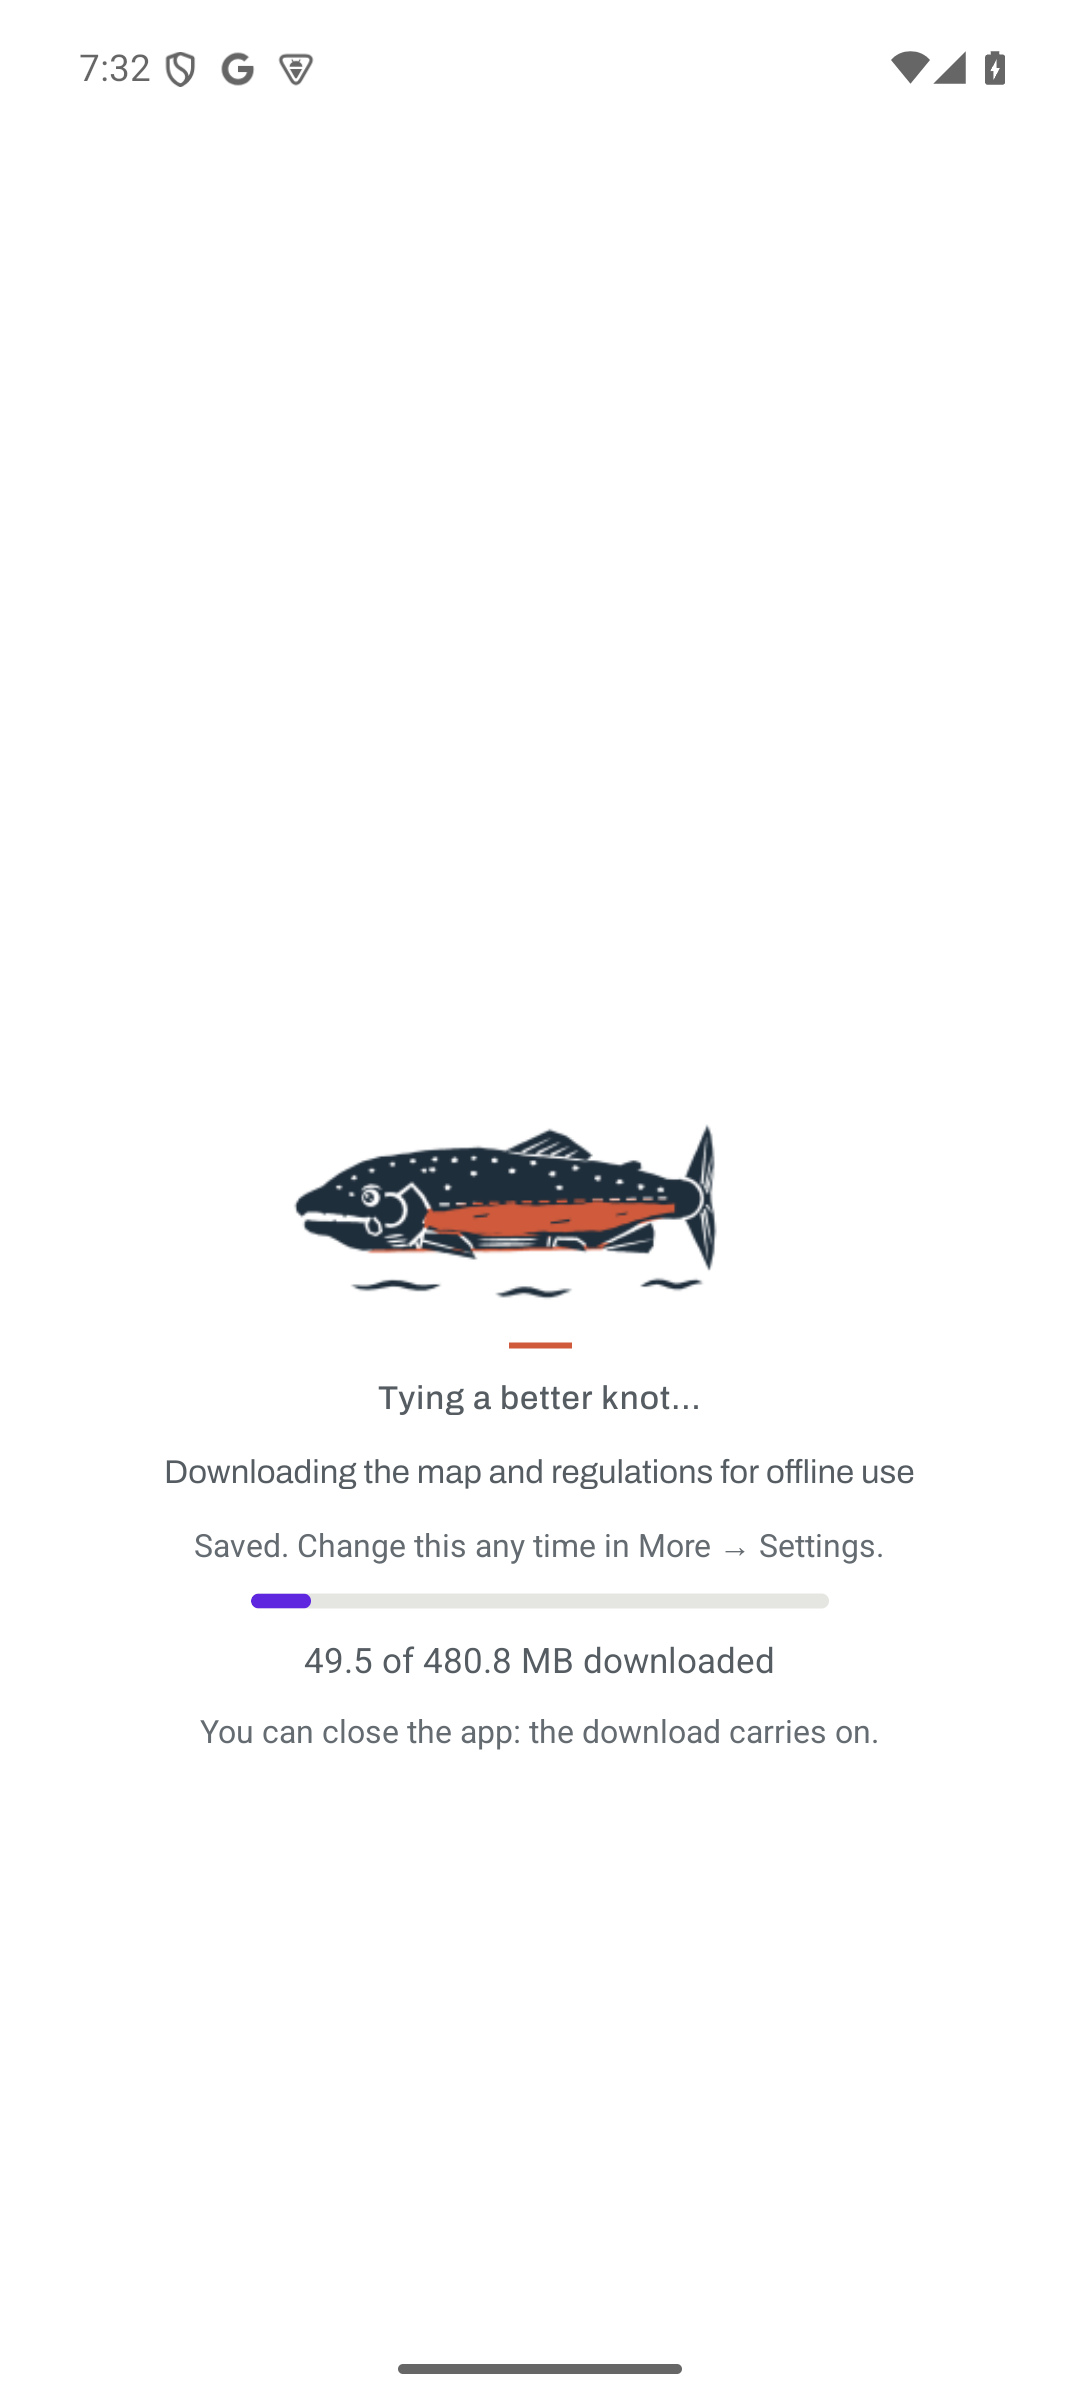 7:32
Tying a better knot...
Downloading the map and regulations for offline use
Saved. Change this any time in More → Settings.
49.5 of 480.8 MB downloaded
You can close the app: the download carries on.